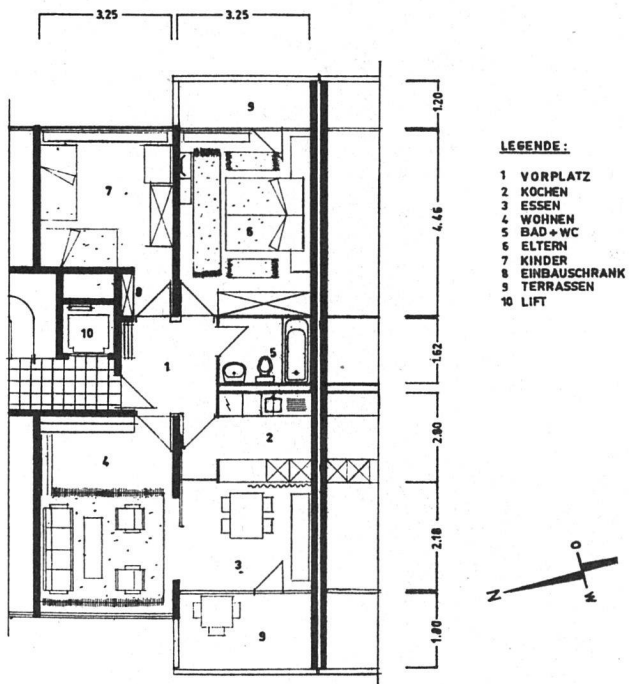 3.25 3.25
9
1.20
LEGENDE:
1 VORPLATZ
2 KOCHEN
3 ESSEN
4 WOHNEN
5 BAD + WC
6 ELTERN
7 KINDER
8 EINBAUSCHRANK
9 TERRASSEN
10 LIFT
7
6
4.46
8
10
1
5
1.62
4
2
2.80
3
2.18
9
1.80
O
N
W